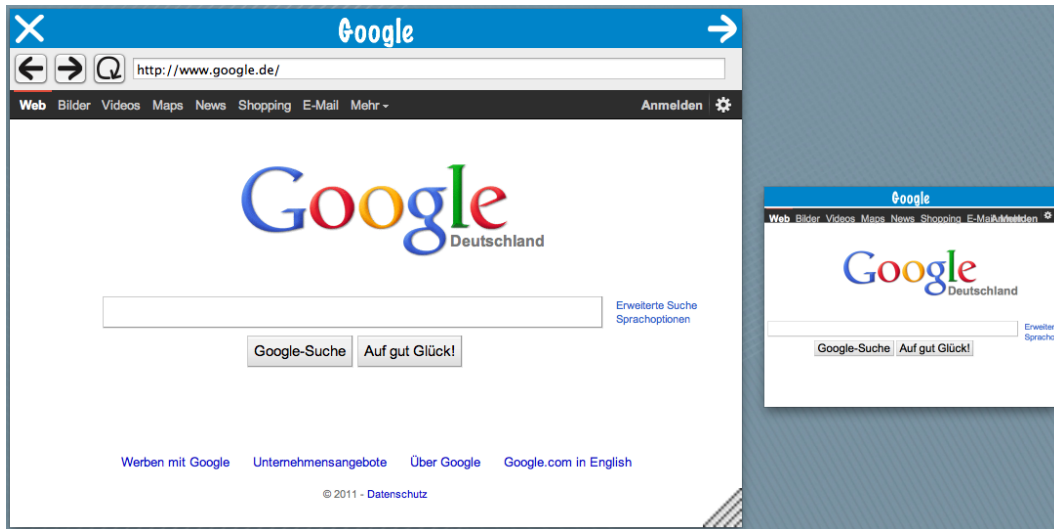 Google
http://www.google.de/
Web Bilder Videos Maps News Shopping E-Mail Mehr Anmelden
Google
Deutschland
Erweiterte Suche
Sprachoptionen
Google-Suche Auf gut Glück!
Werben mit Google Unternehmensangebote Über Google Google.com in English
© 2011 - Datenschutz
Google
Web Bilder Videos Maps News Shopping
Google
Deutschland
Erweiter
Spracho
Google-Suche Auf gut Glück!